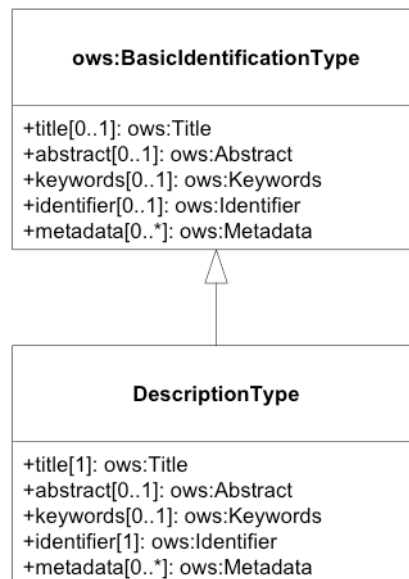 ows:BasicIdentificationType
+title[0..1]: ows:Title
+abstract[0..1]: ows:Abstract
+keywords[0..1]: ows:Keywords
+identifier[0..1]: ows:Identifier
+metadata[0..*]: ows:Metadata
DescriptionType
+title[1]: ows:Title
+abstract[0..1]: ows:Abstract
+keywords[0..1]: ows:Keywords
+identifier[1]: ows:Identifier
+metadata[0..*]: ows:Metadata